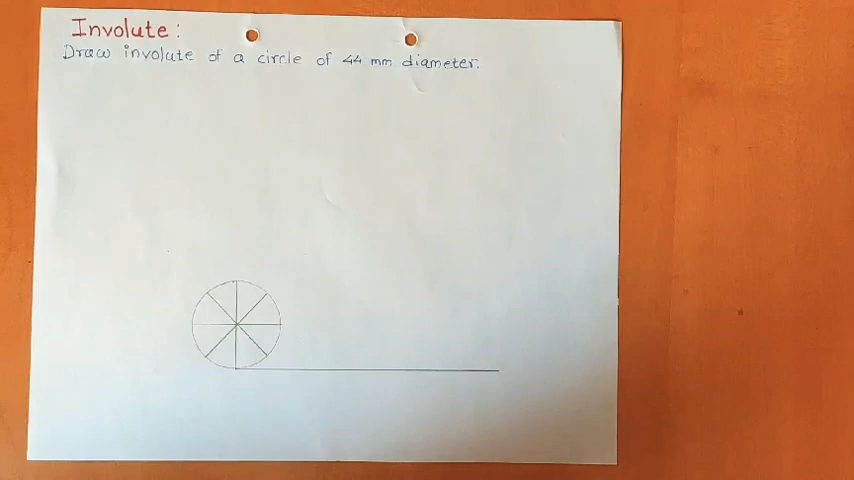 Involute:
Draw involute of a circle of 44 mm diameter.